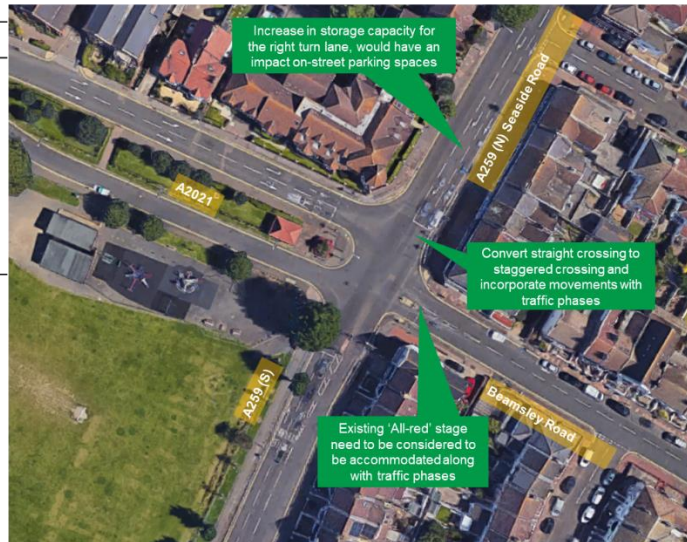 Increase in storage capacity for
the right turn lane, would have an
impact on-street parking spaces
A259 (N) Seaside Road
A2021
Convert straight crossing to
staggered crossing and
incorporate movements with
traffic phases
A259 (S)
Beamsley Road
Existing ‘All-red’ stage
need to be considered to
be accommodated along
with traffic phases